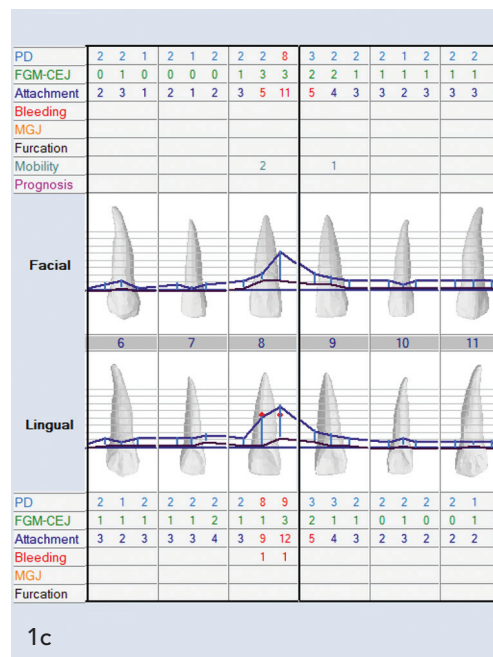 PD 2 2 1 2 1 2 2 2 8 3 2 2 2 1 2 2 2
FGM-CEJ 0 1 0 0 0 0 1 3 3 2 2 1 1 1 1 1 1
Attachment 2 3 1 2 1 2 3 5 11 5 4 3 3 2 3 3 3
Bleeding
MGJ
Furcation
Mobility 2 1
Prognosis
Facial
6 7 8 9 10 11
Lingual
PD 2 1 2 2 2 2 2 8 9 3 3 2 2 2 2 2 1
FGM-CEJ 1 1 1 1 1 2 1 1 3 2 1 1 0 1 0 0 1
Attachment 3 2 3 3 3 4 3 9 12 5 4 3 2 3 2 2 2
Bleeding 1 1
MGJ
Furcation
1c